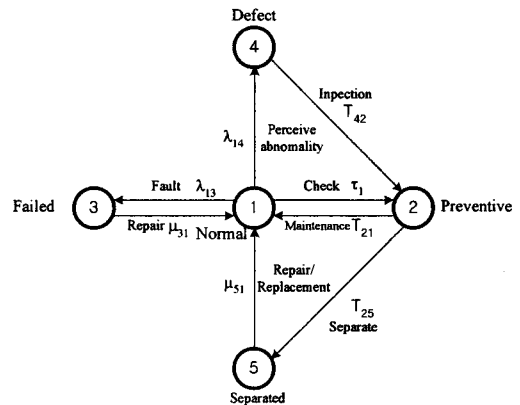 Defect
4
Inpection
T42
λ14
Perceive
abnomality
Fault λ13
Check τ1
Failed
3
1
2
Preventive
Repair μ31
Normal
Maintenance T21
μ51
Repair/
Replacement
T25
Separate
5
Separated